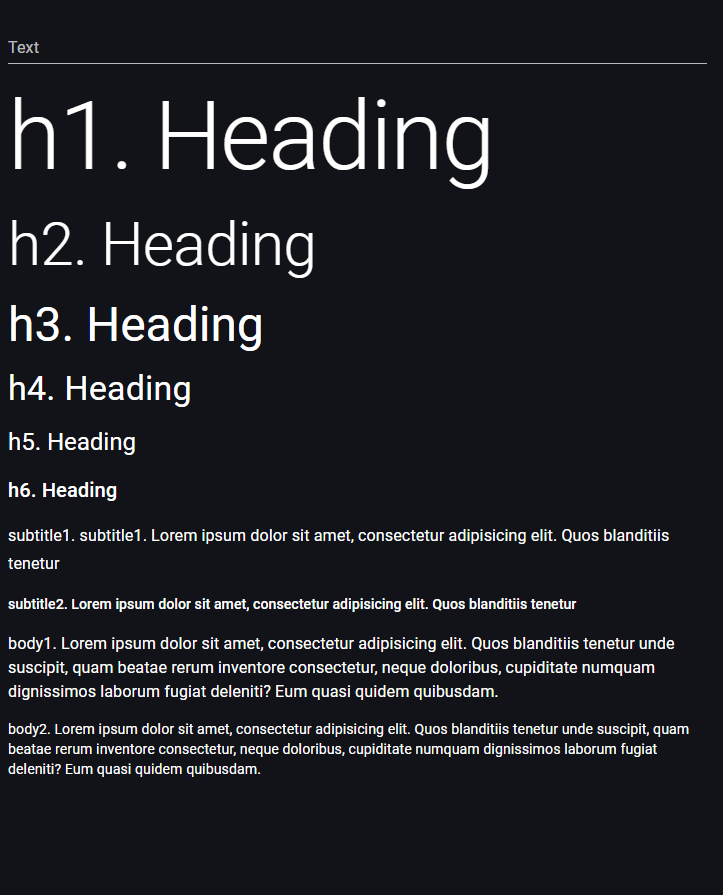 Text
h1. Heading
h2. Heading
h3. Heading
h4. Heading
h5. Heading
h6. Heading
subtitle1. subtitle1. Lorem ipsum dolor sit amet, consectetur adipisicing elit. Quos blanditiis
tenetur
subtitle2. Lorem ipsum dolor sit amet, consectetur adipisicing elit. Quos blanditiis tenetur
body1. Lorem ipsum dolor sit amet, consectetur adipisicing elit. Quos blanditiis tenetur unde
suscipit, quam beatae rerum inventore consectetur, neque doloribus, cupiditate numquam
dignissimos laborum fugiat deleniti? Eum quasi quidem quibusdam.
body2. Lorem ipsum dolor sit amet, consectetur adipisicing elit. Quos blanditiis tenetur unde suscipit, quam
beatae rerum inventore consectetur, neque doloribus, cupiditate numquam dignissimos laborum fugiat
deleniti? Eum quasi quidem quibusdam.